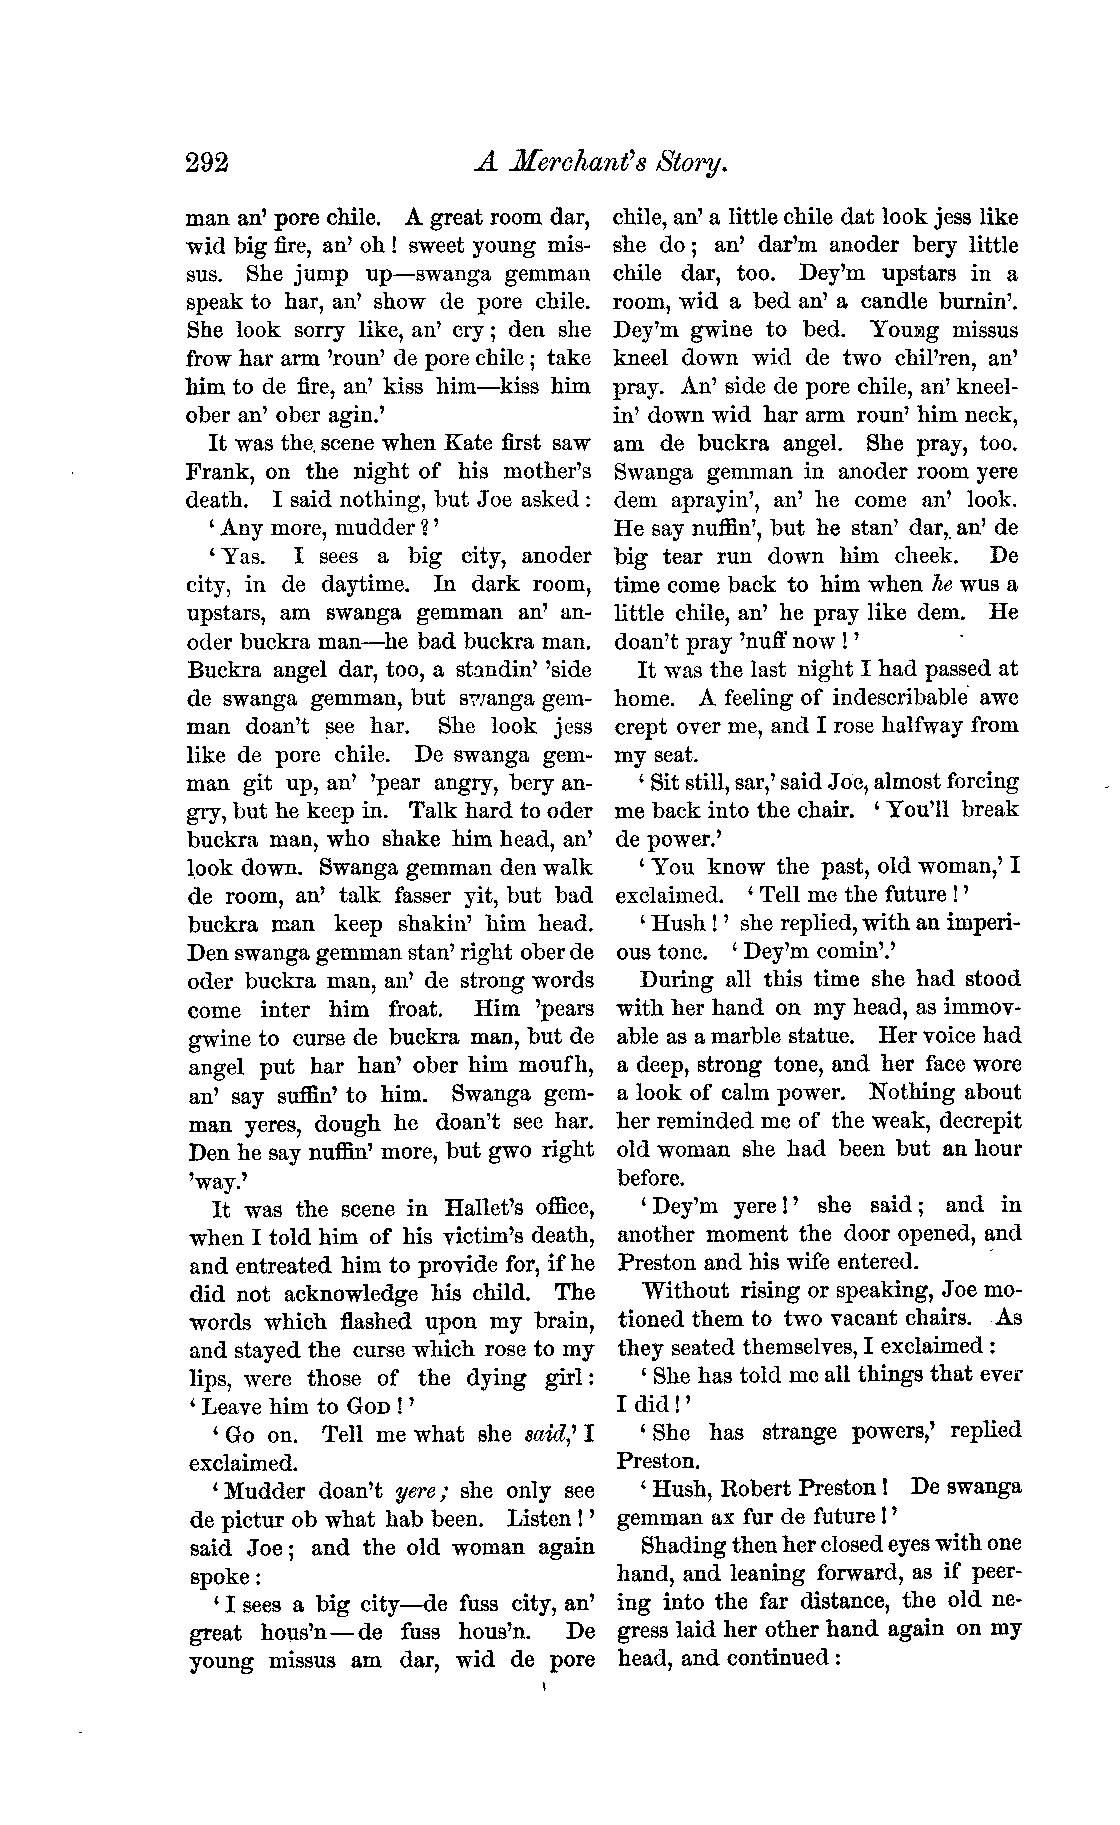 292
A Merchant's Story.
man an' pore chile. A great room dar,
wid big fire, an' oh! sweet young mis-
sus. She jump up—swanga gemman
speak to har, an' show de pore chile.
She look sorry like, an' cry; den she
frow har arm 'roun' de pore chile; take
him to de fire, an' kiss him—kiss him
ober an' ober agin.'
It was the scene when Kate first saw
Frank, on the night of his mother's
death. I said nothing, but Joe asked:
'Any more, mudder?'
'Yas. I sees a big city, anoder
city, in de daytime. In dark room,
upstars, am swanga gemman an' an-
oder buckra man—he bad buckra man.
Buckra angel dar, too, a standin' 'side
de swanga gemman, but swanga gem-
man doan't see har. She look jess
like de pore chile. De swanga gem-
man git up, an' 'pear angry, bery an-
gry, but he keep in. Talk hard to oder
buckra man, who shake him head, an'
look down. Swanga gemman den walk
de room, an' talk fasser yit, but bad
buckra man keep shakin' him head.
Den swanga gemman stan' right ober de
oder buckra man, an' de strong words
come inter him froat. Him 'pears
gwine to curse de buckra man, but de
angel put har han' ober him moufh,
an' say suffin' to him. Swanga gem-
man yeres, dough he doan't see har.
Den he say nuffin' more, but gwo right
'way.'
It was the scene in Hallet's office,
when I told him of his victim's death,
and entreated him to provide for, if he
did not acknowledge his child. The
words which flashed upon my brain,
and stayed the curse which rose to my
lips, were those of the dying girl:
'Leave him to GOD!'
'Go on. Tell me what she said,' I
exclaimed.
'Mudder doan't yere; she only see
de pictur ob what hab been. Listen!'
said Joe; and the old woman again
spoke:
'I sees a big city—de fuss city, an'
great hous'n—de fuss hous'n. De
young missus am dar, wid de pore
chile, an' a little chile dat look jess like
she do; an' dar'm anoder bery little
chile dar, too. Dey'm upstars in a
room, wid a bed an' a candle burnin'.
Dey'm gwine to bed. Young missus
kneel down wid de two chil'ren, an'
pray. An' side de pore chile, an' kneel-
in' down wid har arm roun' him neck,
am de buckra angel. She pray, too.
Swanga gemman in anoder room yere
dem aprayin', an' he come an' look.
He say nuffin', but he stan' dar, an' de
big tear run down him cheek. De
time come back to him when he wus a
little chile, an' he pray like dem. He
doan't pray 'nuff now!'
It was the last night I had passed at
home. A feeling of indescribable awe
crept over me, and I rose halfway from
my seat.
'Sit still, sar,' said Joe, almost forcing
me back into the chair. 'You'll break
de power.'
'You know the past, old woman,' I
exclaimed. 'Tell me the future!'
'Hush!' she replied, with an imperi-
ous tone. 'Dey'm comin'.'
During all this time she had stood
with her hand on my head, as immov-
able as a marble statue. Her voice had
a deep, strong tone, and her face wore
a look of calm power. Nothing about
her reminded me of the weak, decrepit
old woman she had been but an hour
before.
'Dey'm yere!' she said; and in
another moment the door opened, and
Preston and his wife entered.
Without rising or speaking, Joe mo-
tioned them to two vacant chairs. As
they seated themselves, I exclaimed:
'She has told me all things that ever
I did!'
'She has strange powers,' replied
Preston.
'Hush, Robert Preston! De swanga
gemman ax fur de future!'
Shading then her closed eyes with one
hand, and leaning forward, as if peer-
ing into the far distance, the old ne-
gress laid her other hand again on my
head, and continued: